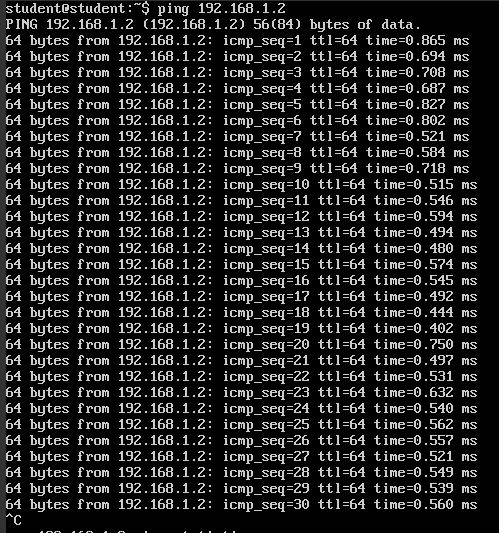 student@student:~$ ping 192.168.1.2
PING 192.168.1.2 (192.168.1.2) 56(84) bytes of data.
64 bytes from 192.168.1.2: icmp_seq=1 ttl=64 time=0.865 ms
64 bytes from 192.168.1.2: icmp_seq=2 ttl=64 time=0.694 ms
64 bytes from 192.168.1.2: icmp_seq=3 ttl=64 time=0.708 ms
64 bytes from 192.168.1.2: icmp_seq=4 ttl=64 time=0.687 ms
64 bytes from 192.168.1.2: icmp_seq=5 ttl=64 time=0.827 ms
64 bytes from 192.168.1.2: icmp_seq=6 ttl=64 time=0.802 ms
64 bytes from 192.168.1.2: icmp_seq=7 ttl=64 time=0.521 ms
64 bytes from 192.168.1.2: icmp_seq=8 ttl=64 time=0.584 ms
64 bytes from 192.168.1.2: icmp_seq=9 ttl=64 time=0.718 ms
64 bytes from 192.168.1.2: icmp_seq=10 ttl=64 time=0.515 ms
64 bytes from 192.168.1.2: icmp_seq=11 ttl=64 time=0.546 ms
64 bytes from 192.168.1.2: icmp_seq=12 ttl=64 time=0.594 ms
64 bytes from 192.168.1.2: icmp_seq=13 ttl=64 time=0.494 ms
64 bytes from 192.168.1.2: icmp_seq=14 ttl=64 time=0.480 ms
64 bytes from 192.168.1.2: icmp_seq=15 ttl=64 time=0.574 ms
64 bytes from 192.168.1.2: icmp_seq=16 ttl=64 time=0.545 ms
64 bytes from 192.168.1.2: icmp_seq=17 ttl=64 time=0.492 ms
64 bytes from 192.168.1.2: icmp_seq=18 ttl=64 time=0.444 ms
64 bytes from 192.168.1.2: icmp_seq=19 ttl=64 time=0.402 ms
64 bytes from 192.168.1.2: icmp_seq=20 ttl=64 time=0.750 ms
64 bytes from 192.168.1.2: icmp_seq=21 ttl=64 time=0.497 ms
64 bytes from 192.168.1.2: icmp_seq=22 ttl=64 time=0.531 ms
64 bytes from 192.168.1.2: icmp_seq=23 ttl=64 time=0.632 ms
64 bytes from 192.168.1.2: icmp_seq=24 ttl=64 time=0.540 ms
64 bytes from 192.168.1.2: icmp_seq=25 ttl=64 time=0.562 ms
64 bytes from 192.168.1.2: icmp_seq=26 ttl=64 time=0.557 ms
64 bytes from 192.168.1.2: icmp_seq=27 ttl=64 time=0.521 ms
64 bytes from 192.168.1.2: icmp_seq=28 ttl=64 time=0.549 ms
64 bytes from 192.168.1.2: icmp_seq=29 ttl=64 time=0.539 ms
64 bytes from 192.168.1.2: icmp_seq=30 ttl=64 time=0.560 ms
^C